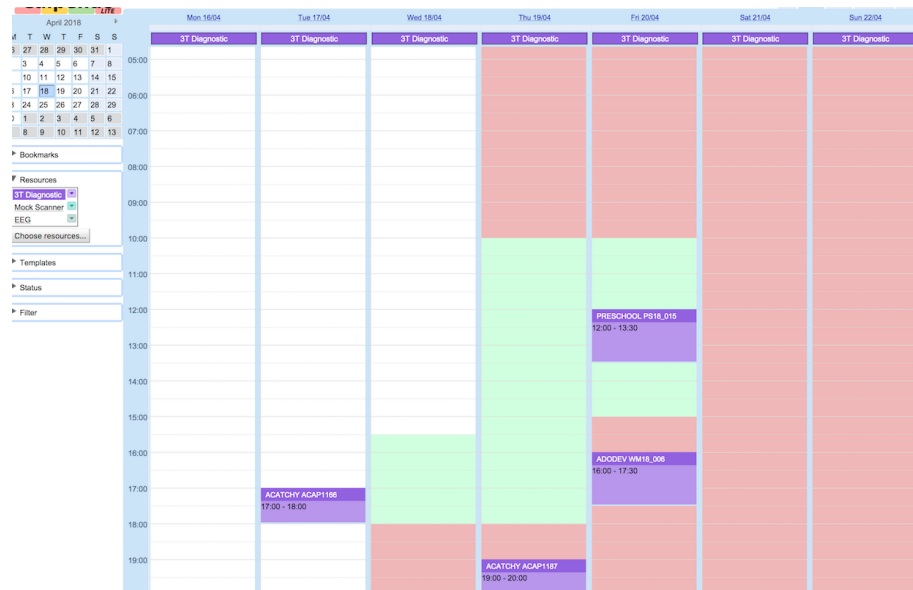 LITE
April 2018
M T W T F S S
27 28 29 30 31 1
3 4 5 6 7 8
10 11 12 13 14 15
17 18 19 20 21 22
24 25 26 27 28 29
1 2 3 4 5 6
8 9 10 11 12 13
Bookmarks
Resources
3T Diagnostic
Mock Scanner
EEG
Choose resources...
Templates
Status
Filter
Mon 16/04 Tue 17/04 Wed 18/04 Thu 19/04 Fri 20/04 Sat 21/04 Sun 22/04
3T Diagnostic 3T Diagnostic 3T Diagnostic 3T Diagnostic 3T Diagnostic 3T Diagnostic 3T Diagnostic
05:00
06:00
07:00
08:00
09:00
10:00
11:00
12:00
PRESCHOOL PS18_015
12:00 - 13:30
13:00
14:00
15:00
16:00
ADODEV WM18_006
16:00 - 17:30
17:00
ACATCHY ACAP1166
17:00 - 18:00
18:00
19:00
ACATCHY ACAP1187
19:00 - 20:00